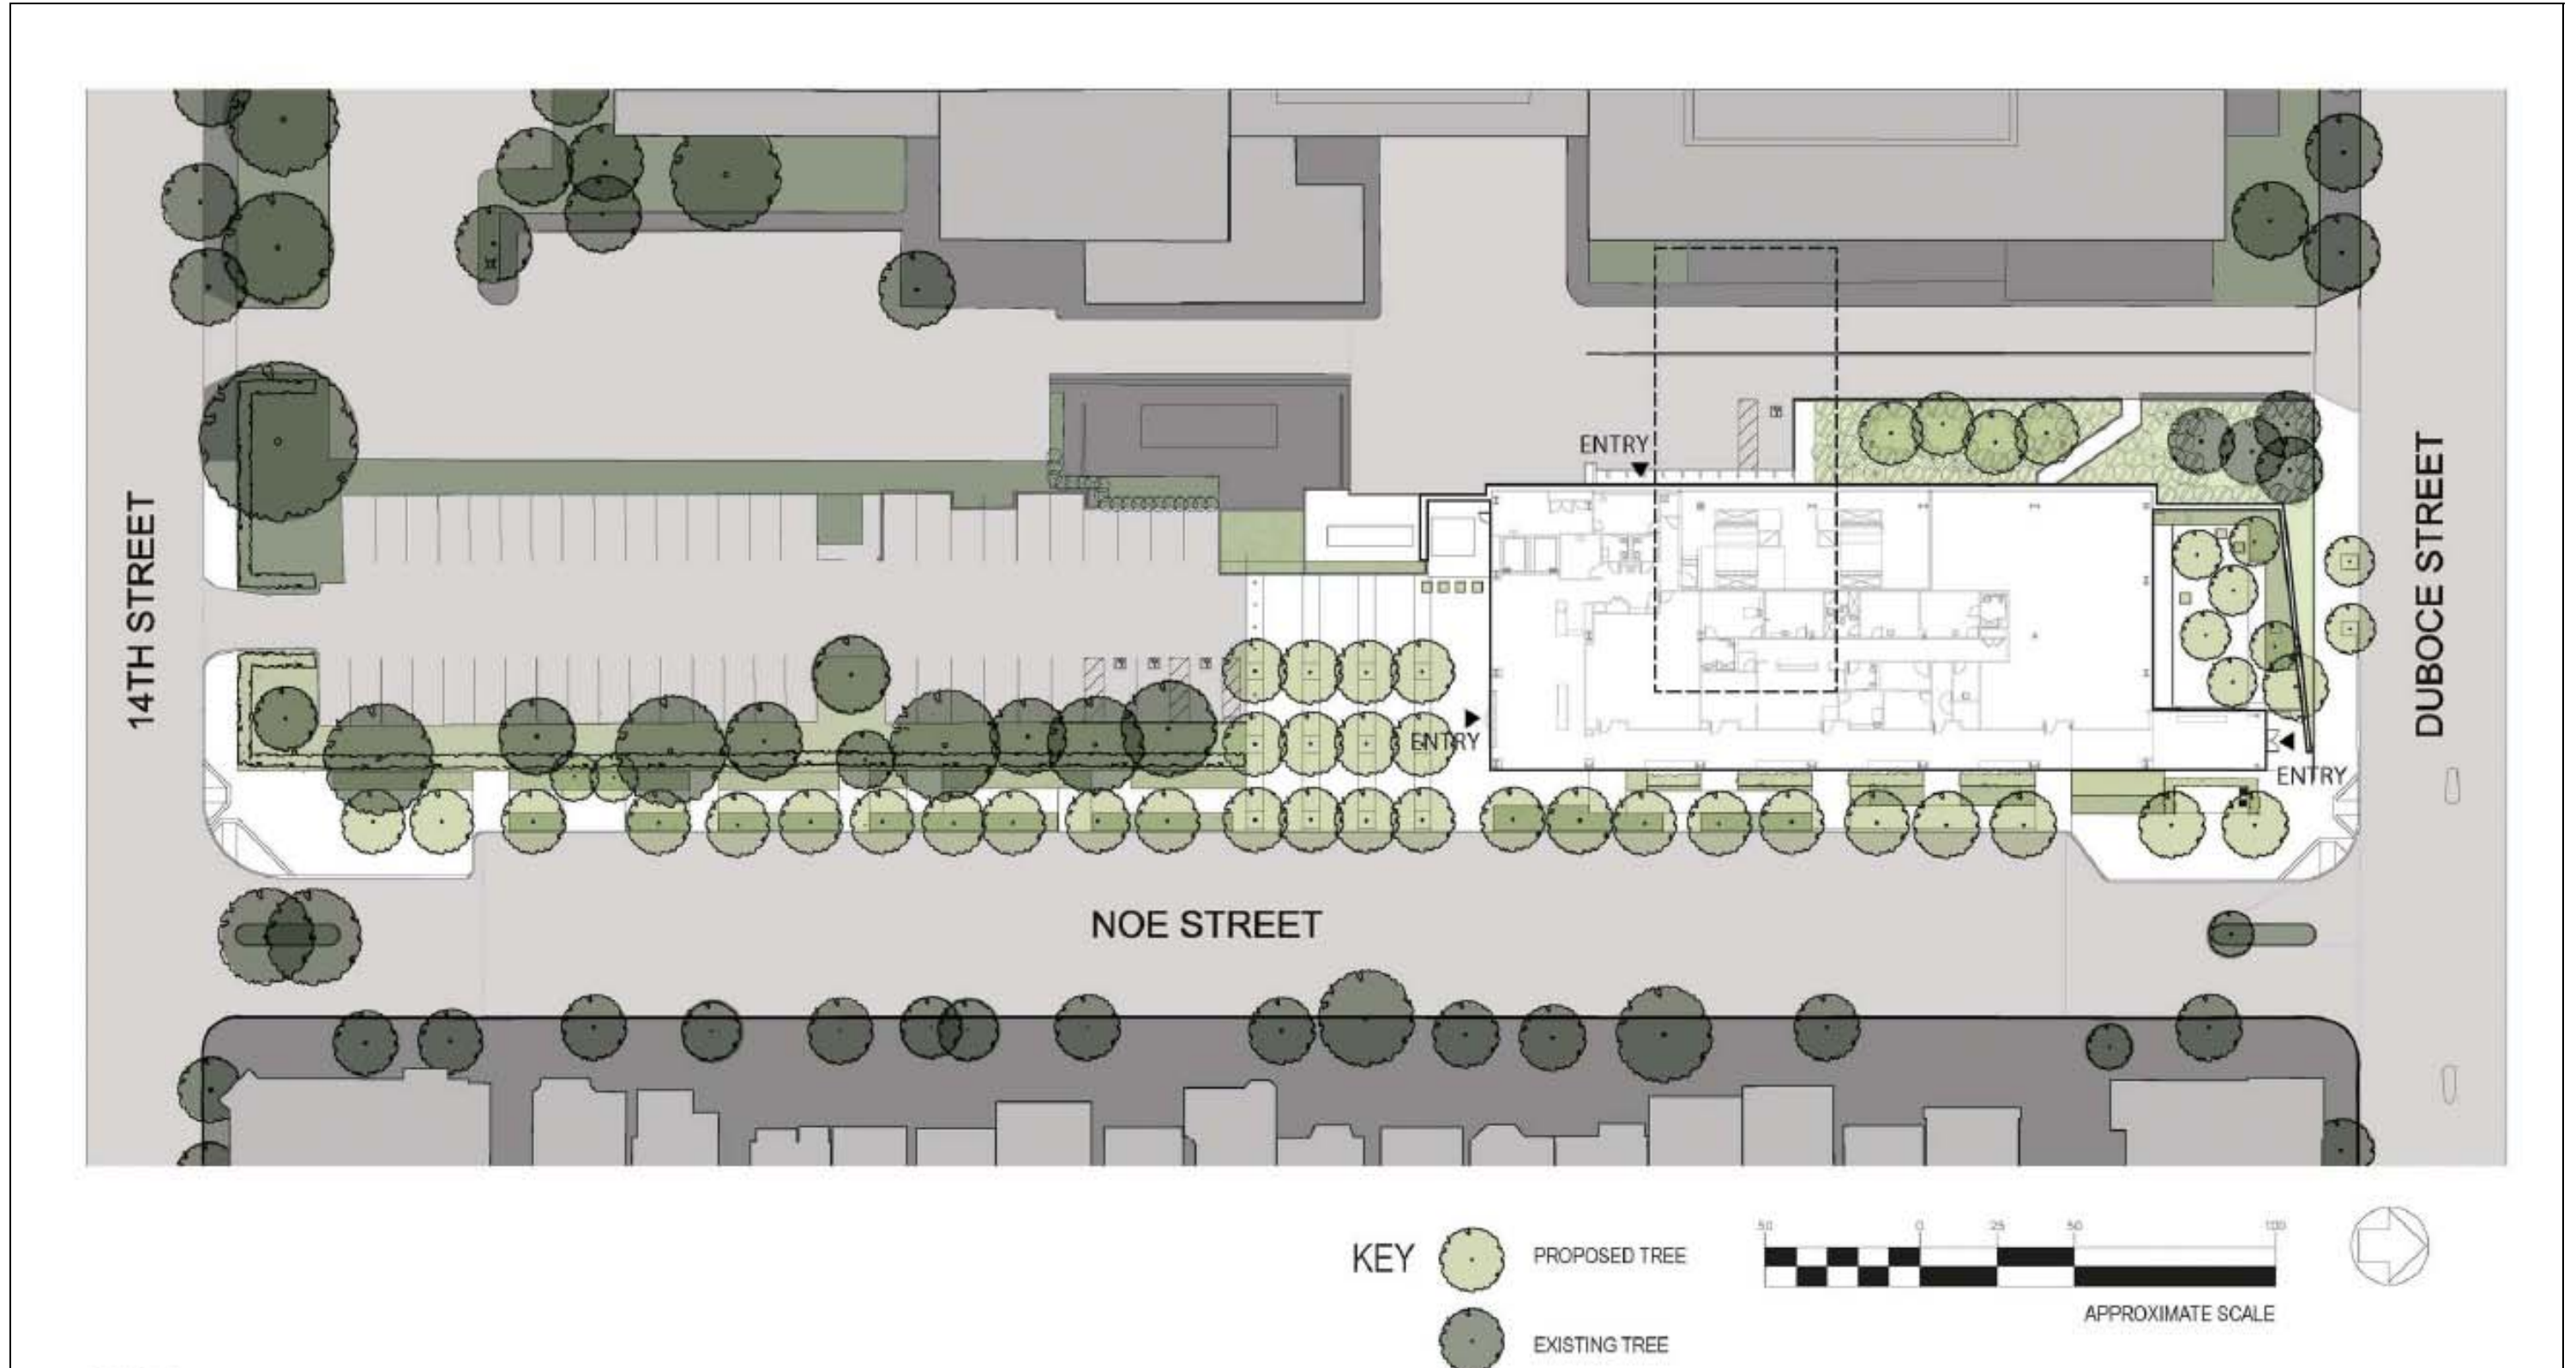 ENTRY
14TH STREET
DUBOCE STREET
ENTRY
ENTRY
NOE STREET
KEY
PROPOSED TREE
EXISTING TREE
50 0 25 50 100
APPROXIMATE SCALE